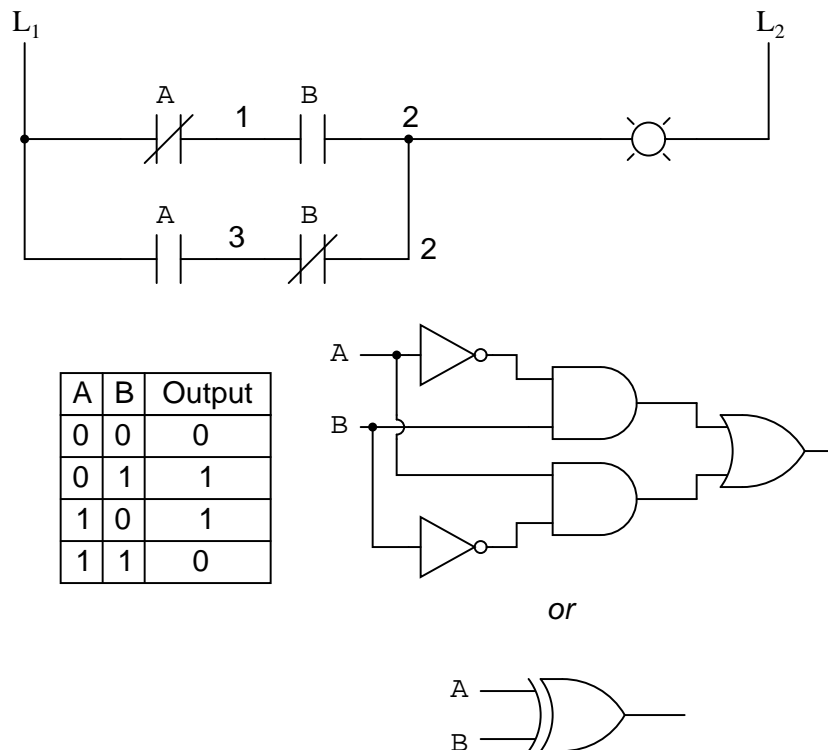 L1 L2
A 1 B 2
A 3 B 2
A
B
A B Output
0 0 0
0 1 1
1 0 1
1 1 0
or
A
B